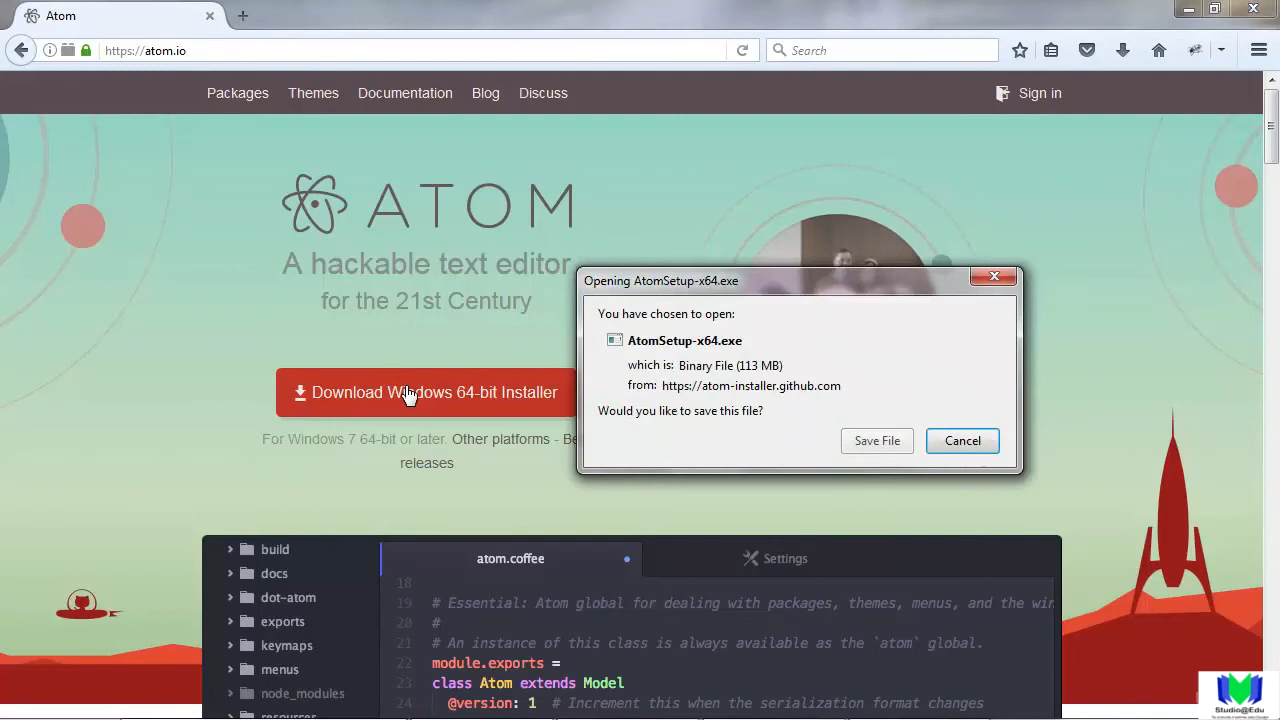 Atom
https://atom.io
Search
Packages Themes Documentation Blog Discuss Sign in
ATOM
A hackable text editor
for the 21st Century
Download Windows 64-bit Installer
For Windows 7 64-bit or later. Other platforms - Be
releases
Opening AtomSetup-x64.exe
You have chosen to open:
AtomSetup-x64.exe
which is: Binary File (113 MB)
from: https://atom-installer.github.com
Would you like to save this file?
Save File Cancel
build
docs
dot-atom
exports
keymaps
menus
node_modules
resources
atom.coffee Settings
18
19 # Essential: Atom global for dealing with packages, themes, menus, and the win
20 #
21 # An instance of this class is always available as the `atom` global.
22 module.exports =
23 class Atom extends Model
24 @version: 1 # Increment this when the serialization format changes
Studio@Edu